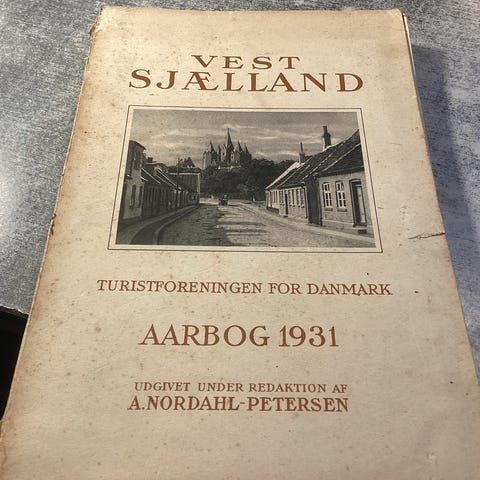 VEST
SJÆLLAND
TURISTFORENINGEN FOR DANMARK
AARBOG 1931
UDGIVET UNDER REDAKTION AF
A. NORDAHL-PETERSEN